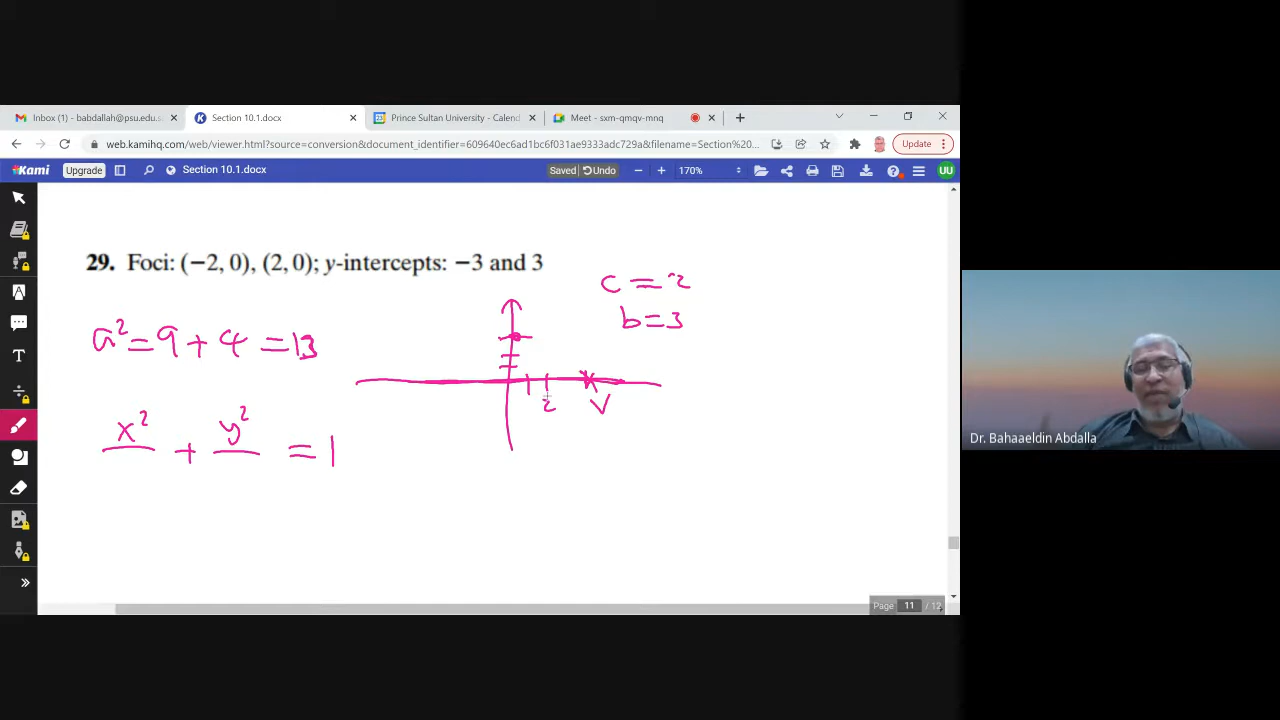 Inbox (1) - babdallah@psu.edu.s
Section 10.1.docx
Prince Sultan University - Calend
Meet - sxm-qmqv-mnq
web.kamihq.com/web/viewer.html?source=conversion&document_identifier=609640ec6ad1bc6f031ae9333adc729a&filename=Section%20...
Update
Kami
Upgrade
Section 10.1.docx
Saved Undo
170%
UU
29. Foci: (−2, 0), (2, 0); y-intercepts: −3 and 3
c = 2
b = 3
a² = 9 + 4 = 13
2
V
x² + y² = 1
Dr. Bahaaeldin Abdalla
Page 11 / 12